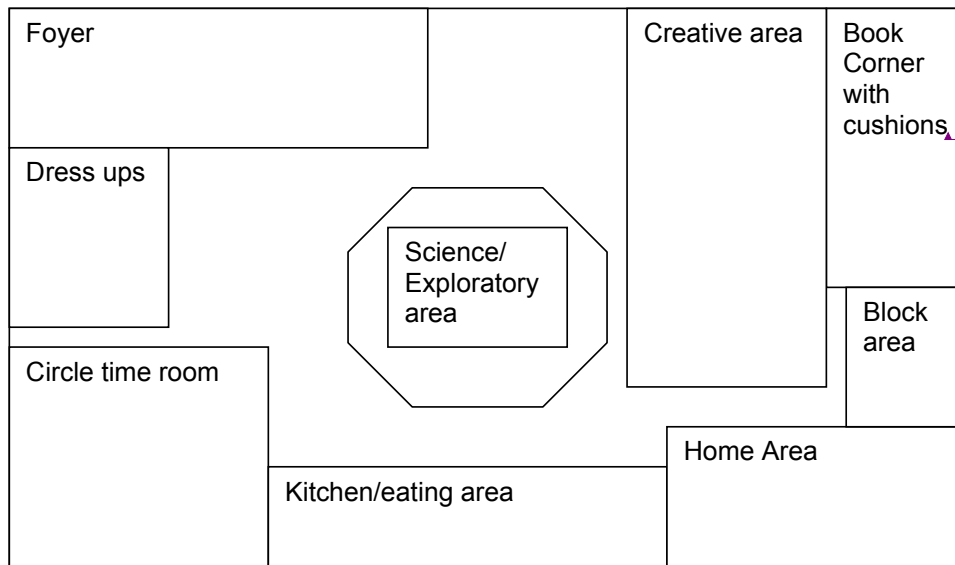 Foyer
Creative area
Book
Corner
with
cushions
Dress ups
Science/
Exploratory
area
Block
area
Circle time room
Home Area
Kitchen/eating area